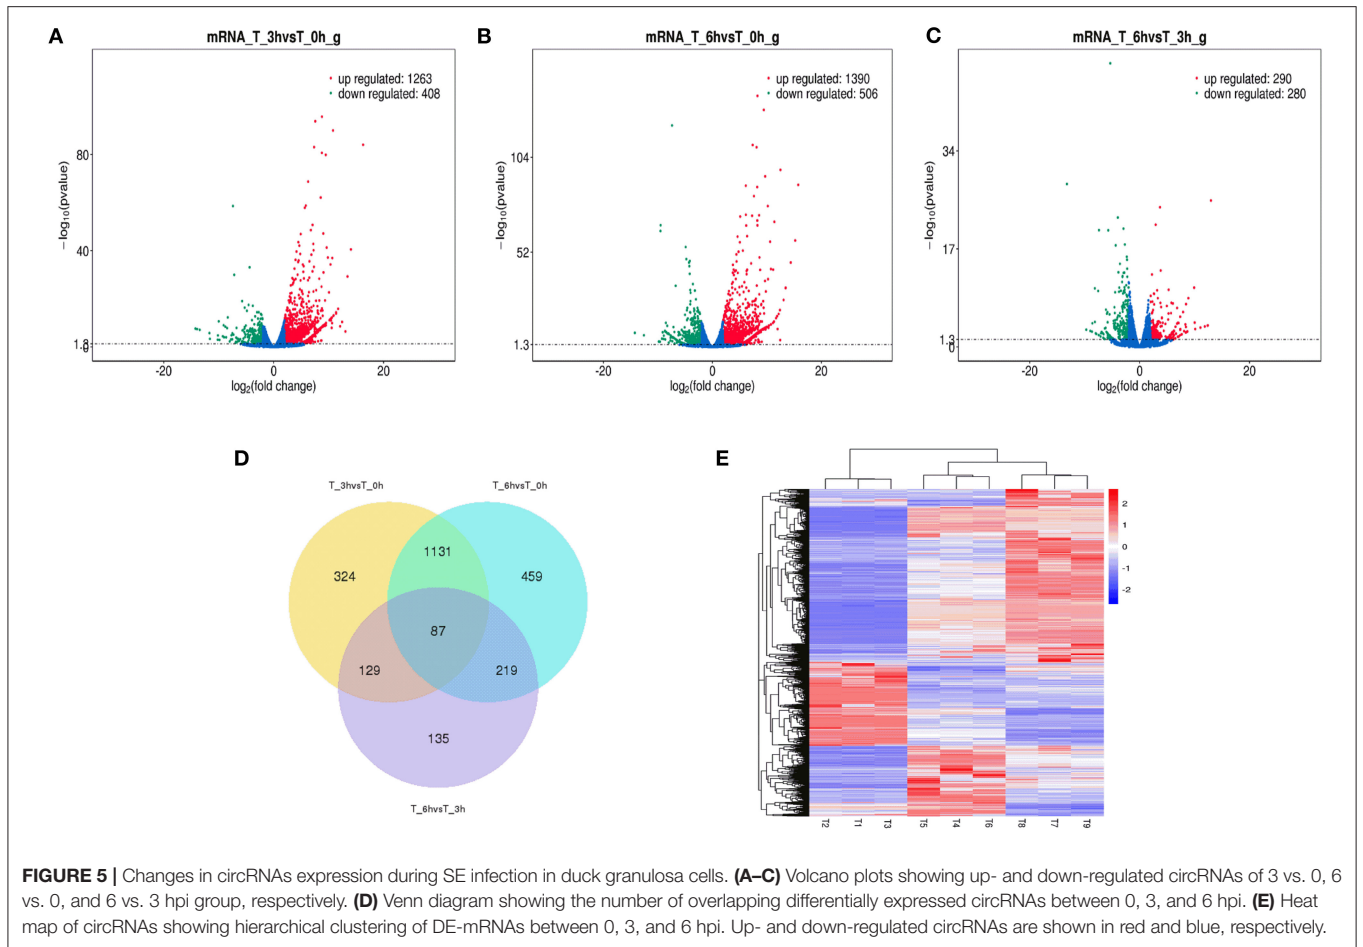 A
mRNA_T_3hvsT_0h_g
up regulated: 1263
down regulated: 408
80
40
1.8
0
−log10(pvalue)
-20 0 20
log2(fold change)
B
mRNA_T_6hvsT_0h_g
up regulated: 1390
down regulated: 506
104
52
1.3
−log10(pvalue)
-20 0 20
log2(fold change)
C
mRNA_T_6hvsT_3h_g
up regulated: 290
down regulated: 280
34
17
1.3
0
−log10(pvalue)
-20 0 20
log2(fold change)
D
T_3hvsT_0h
T_6hvsT_0h
1131
324
459
87
129
219
135
T_6hvsT_3h
E
2
1
0
-1
-2
T2 T1 T3 T5 T4 T6 T8 T7 T9
FIGURE 5 | Changes in circRNAs expression during SE infection in duck granulosa cells. (A–C) Volcano plots showing up- and down-regulated circRNAs of 3 vs. 0, 6
vs. 0, and 6 vs. 3 hpi group, respectively. (D) Venn diagram showing the number of overlapping differentially expressed circRNAs between 0, 3, and 6 hpi. (E) Heat
map of circRNAs showing hierarchical clustering of DE-mRNAs between 0, 3, and 6 hpi. Up- and down-regulated circRNAs are shown in red and blue, respectively.